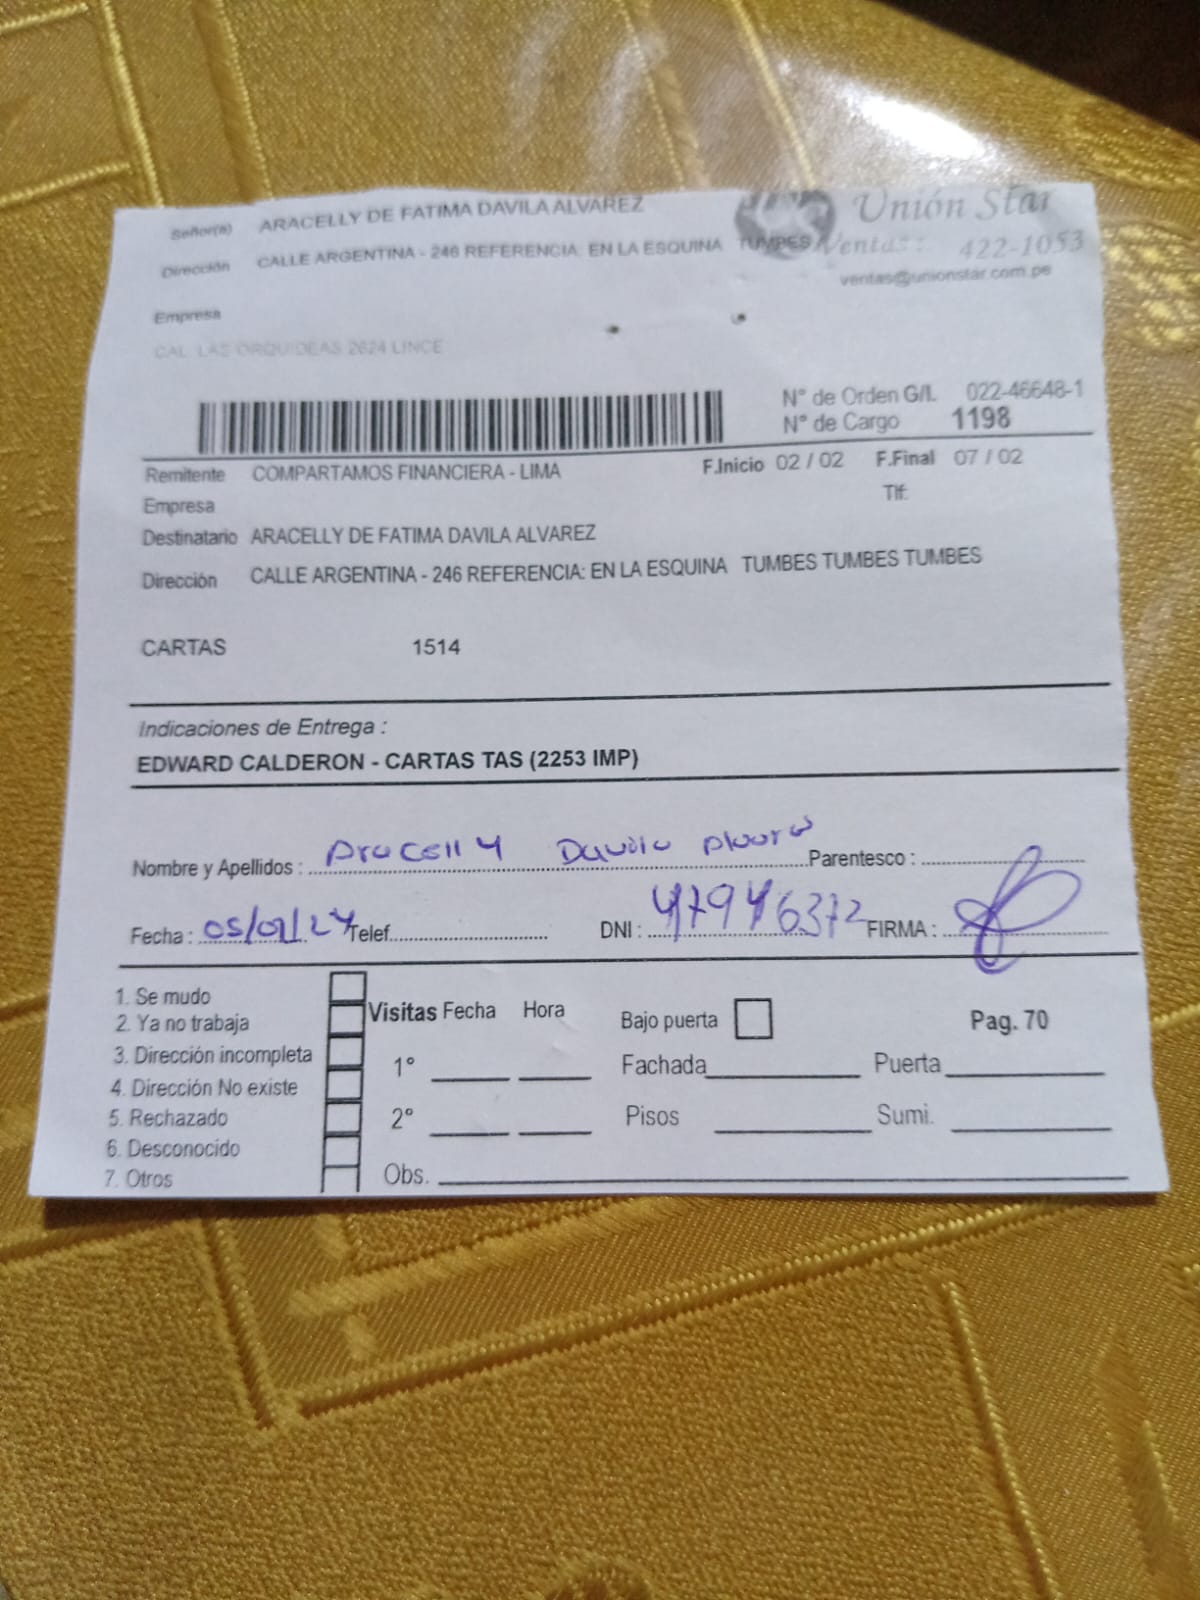 Señor(a) ARACELLY DE FATIMA DAVILA ALVAREZ
Unión Star
Dirección CALLE ARGENTINA - 246 REFERENCIA: EN LA ESQUINA TUMBES
Ventas: 422-1053
ventas@unionstar.com.pe
Empresa
CAL. LAS ORQUIDEAS 2624 LINCE
N° de Orden G/I. 022-46648-1
N° de Cargo 1198
Remitente COMPARTAMOS FINANCIERA - LIMA F.Inicio 02 / 02 F.Final 07 / 02
Empresa Tlf:
Destinatario ARACELLY DE FATIMA DAVILA ALVAREZ
Dirección CALLE ARGENTINA - 246 REFERENCIA: EN LA ESQUINA TUMBES TUMBES TUMBES
CARTAS 1514
Indicaciones de Entrega :
EDWARD CALDERON - CARTAS TAS (2253 IMP)
Nombre y Apellidos : Aracelly Davila Parentesco :
Fecha : 05/02/24 Telef. DNI : 47946372 FIRMA :
1. Se mudo
2. Ya no trabaja
3. Dirección incompleta
4. Dirección No existe
5. Rechazado
6. Desconocido
7. Otros
Visitas Fecha Hora
1°
2°
Obs.
Bajo puerta Pag. 70
Fachada Puerta
Pisos Sumi.